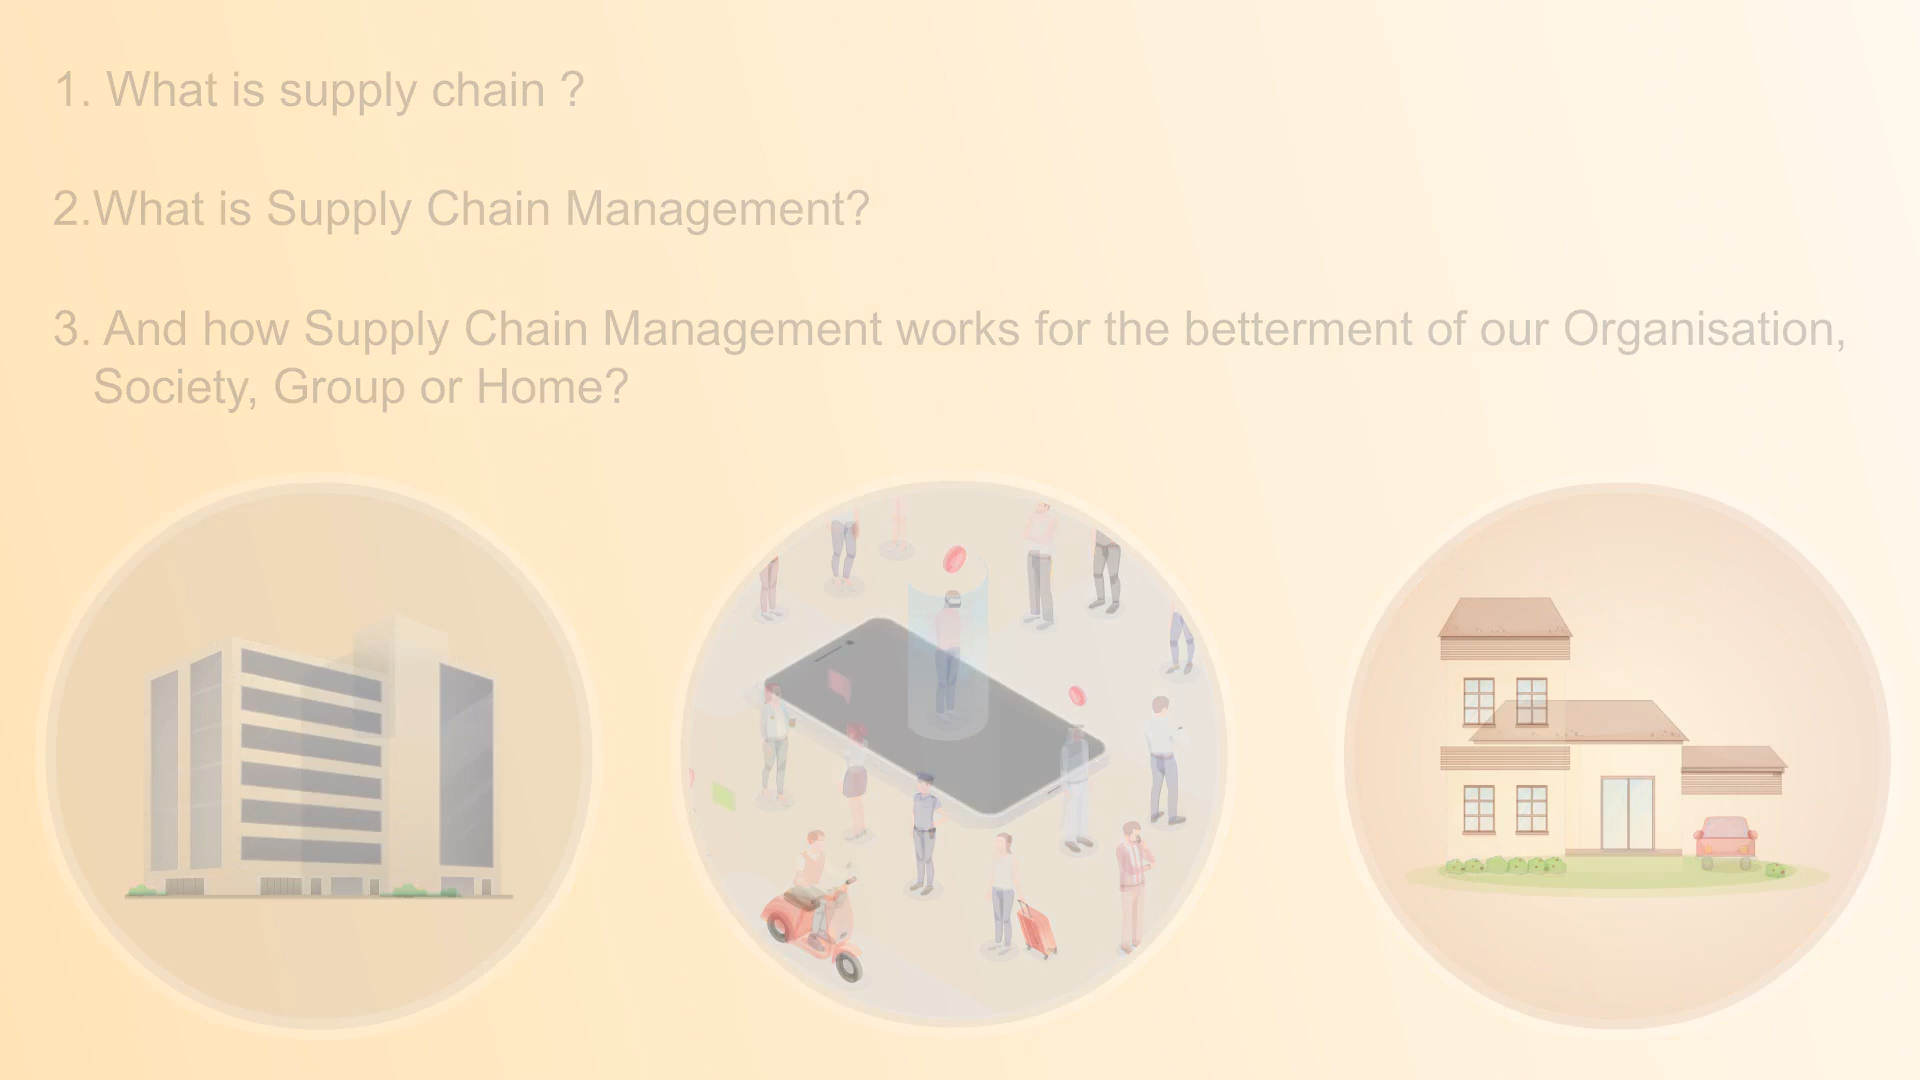 1. What is supply chain ?
2.What is Supply Chain Management?
3. And how Supply Chain Management works for the betterment of our Organisation,
Society, Group or Home?